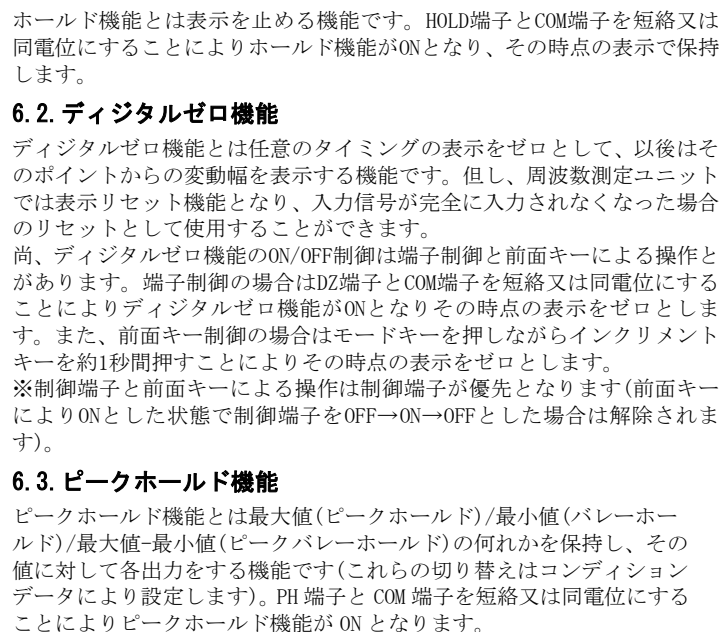 ホールド機能とは表示を止める機能です。HOLD端子とCOM端子を短絡又は
同電位にすることによりホールド機能がONとなり、その時点の表示で保持
します。
6.2.ディジタルゼロ機能
ディジタルゼロ機能とは任意のタイミングの表示をゼロとして、以後はそ
のポイントからの変動幅を表示する機能です。但し、周波数測定ユニット
では表示リセット機能となり、入力信号が完全に入力されなくなった場合
のリセットとして使用することができます。
尚、ディジタルゼロ機能のON/OFF制御は端子制御と前面キーによる操作と
があります。端子制御の場合はDZ端子とCOM端子を短絡又は同電位にする
ことによりディジタルゼロ機能がONとなりその時点の表示をゼロとしま
す。また、前面キー制御の場合はモードキーを押しながらインクリメント
キーを約1秒間押すことによりその時点の表示をゼロとします。
※制御端子と前面キーによる操作は制御端子が優先となります(前面キー
によりONとした状態で制御端子をOFF→ON→OFFとした場合は解除されま
す)。
6.3.ピークホールド機能
ピークホールド機能とは最大値(ピークホールド)/最小値(バレーホー
ルド)/最大値-最小値(ピークバレーホールド)の何れかを保持し、その
値に対して各出力をする機能です(これらの切り替えはコンディション
データにより設定します)。PH 端子と COM 端子を短絡又は同電位にする
ことによりピークホールド機能が ON となります。